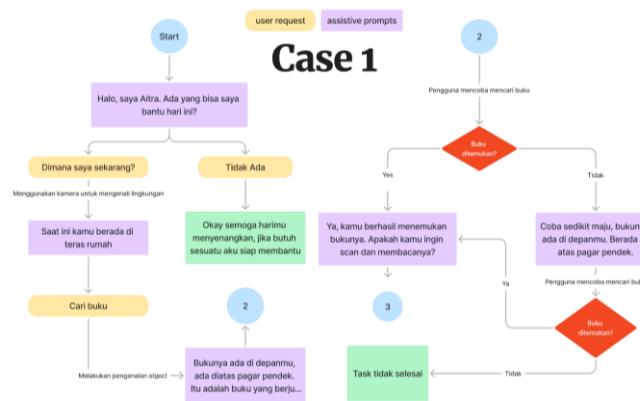 user request
assistive prompts
Case 1
Start
Halo, saya Aitra. Ada yang bisa saya
bantu hari ini?
Dimana saya sekarang?
Tidak Ada
Menggunakan kamera untuk mengenali lingkungan
Saat ini kamu berada di
teras rumah
Okay semoga harimu
menyenangkan, jika butuh
sesuatu aku siap membantu
Cari buku
Melakukan pengenalan object
2
Bukunya ada di depanmu,
ada diatas pagar pendek.
Itu adalah buku yang berju...
2
Pengguna mencoba mencari buku
Buku
ditemukan?
Yes
Tidak
Ya, kamu berhasil menemukan
bukunya. Apakah kamu ingin
scan dan membacanya?
Coba sedikit maju, bukun
ada di depanmu. Berada
atas pagar pendek.
Pengguna mencoba mencari bu
Ya
3
Buku
ditemukan?
Tidak
Task tidak selesai